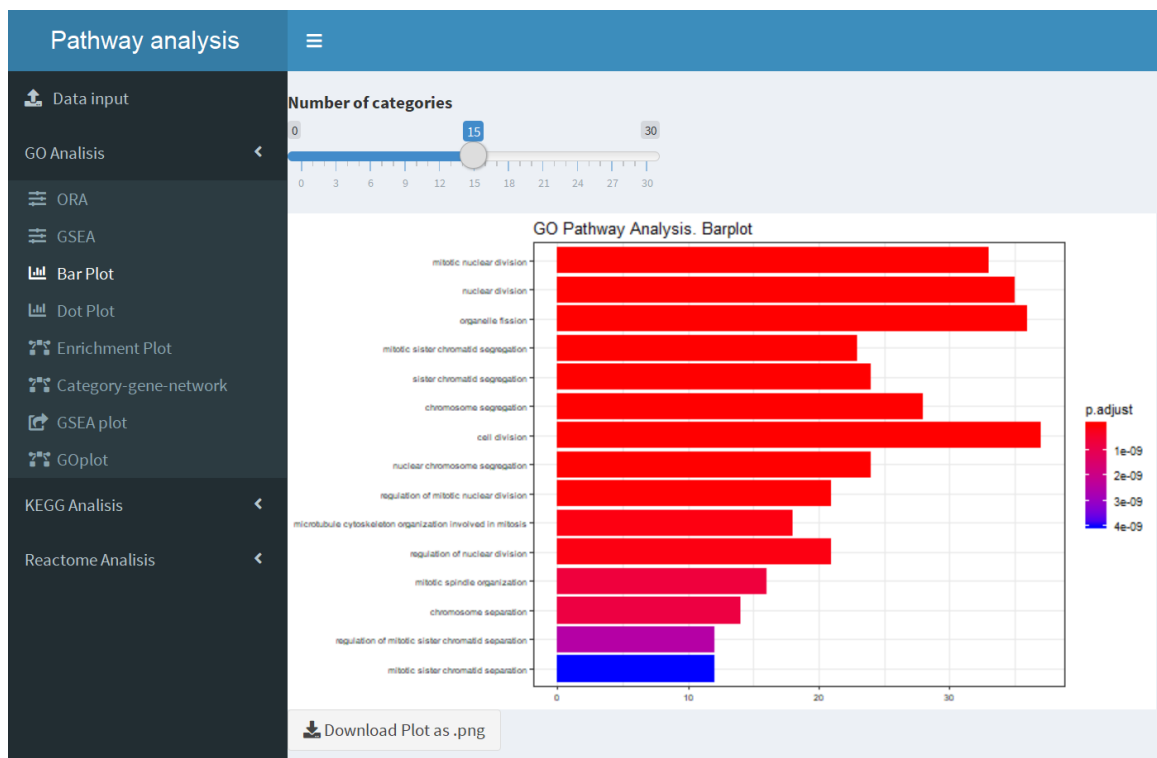 Pathway analysis
Data input
GO Analisis
ORA
GSEA
Bar Plot
Dot Plot
Enrichment Plot
Category-gene-network
GSEA plot
GOplot
KEGG Analisis
Reactome Analisis
Number of categories
0 15 30
0 3 6 9 12 15 18 21 24 27 30
GO Pathway Analysis. Barplot
mitotic nuclear division
nuclear division
organelle fission
mitotic sister chromatid segregation
sister chromatid segregation
chromosome segregation
cell division
nuclear chromosome segregation
regulation of mitotic nuclear division
microtubule cytoskeleton organization involved in mitosis
regulation of nuclear division
mitotic spindle organization
chromosome separation
regulation of mitotic sister chromatid separation
mitotic sister chromatid separation
0 10 20 30
p.adjust
1e-09
2e-09
3e-09
4e-09
Download Plot as .png